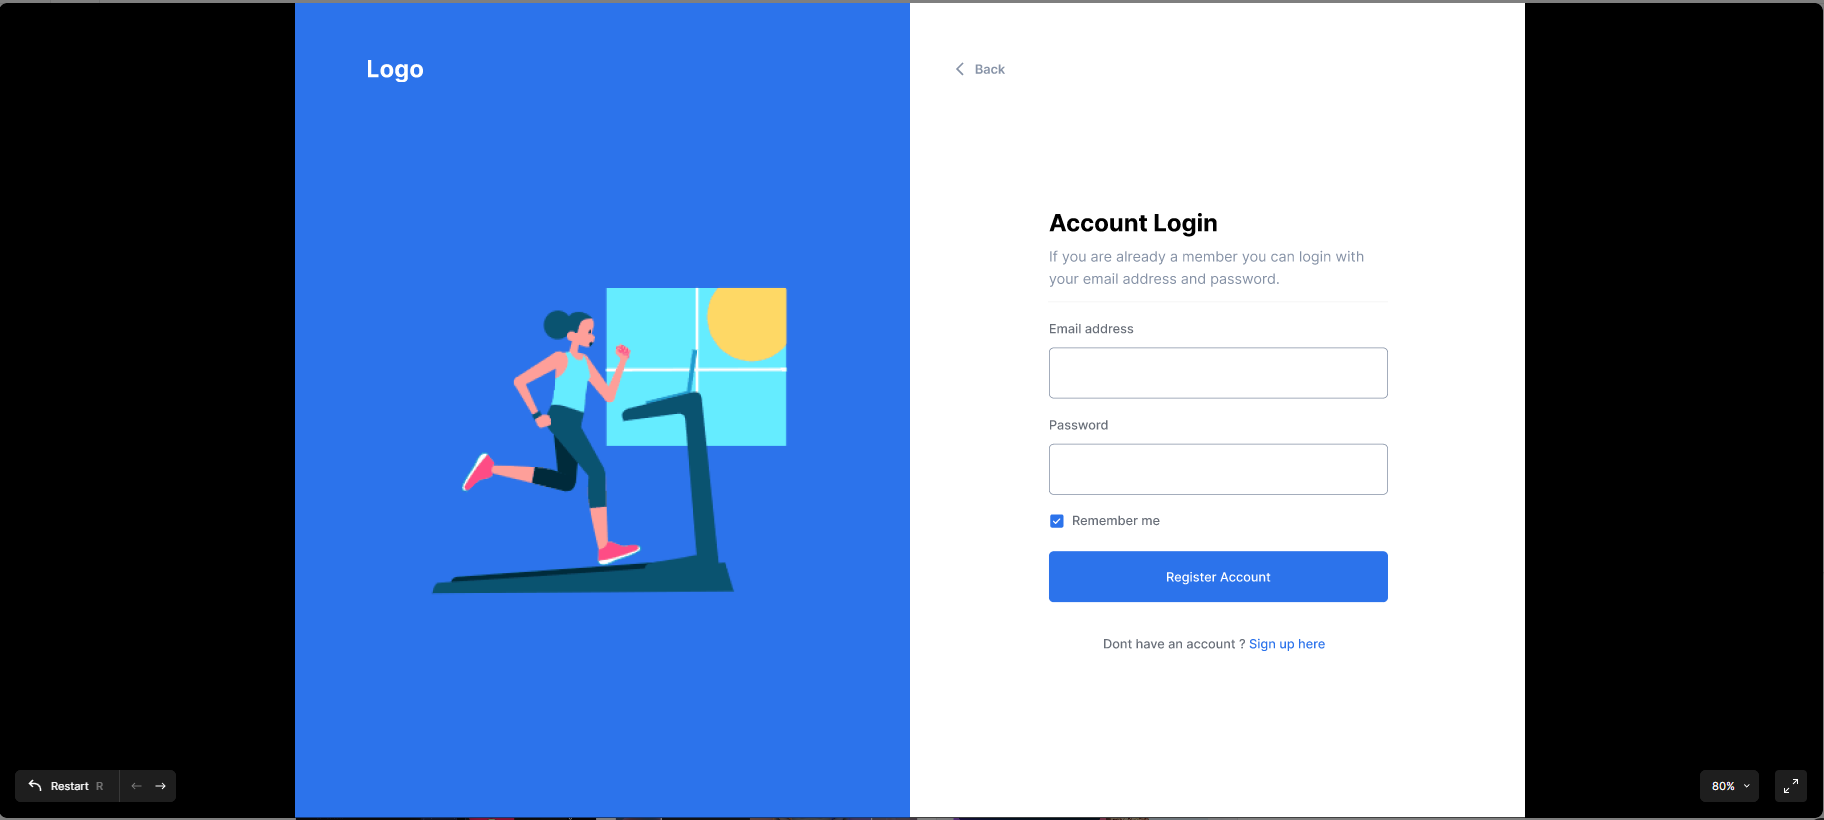 Logo
Back
Account Login
If you are already a member you can login with
your email address and password.
Email address
Password
Remember me
Register Account
Dont have an account ? Sign up here
Restart R
80%